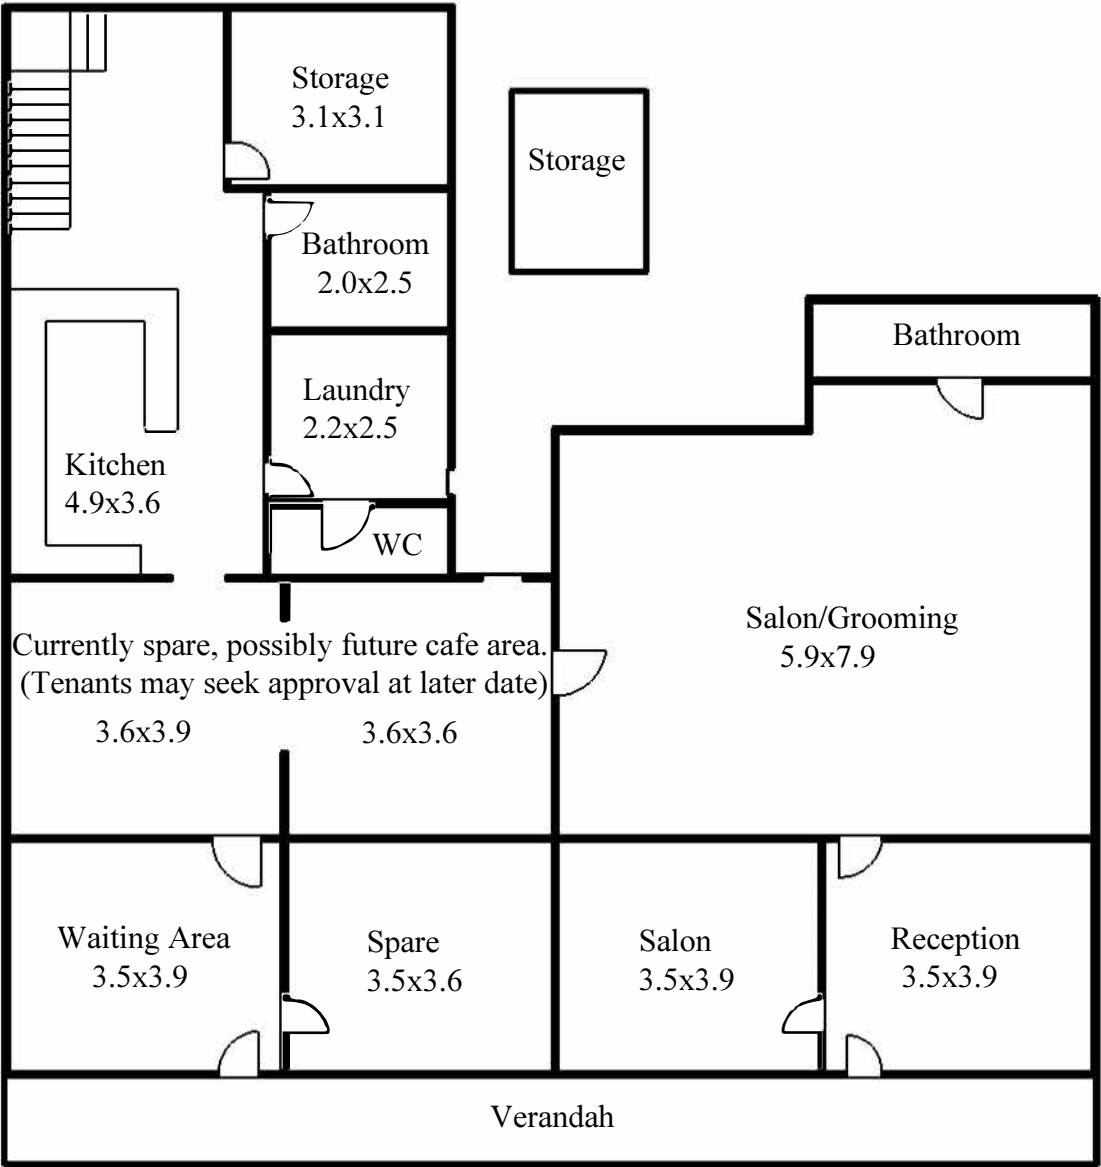 Storage
3.1x3.1
Storage
Bathroom
2.0x2.5
Bathroom
Laundry
2.2x2.5
Kitchen
4.9x3.6
WC
Currently spare, possibly future cafe area.
(Tenants may seek approval at later date)
3.6x3.9
3.6x3.6
Salon/Grooming
5.9x7.9
Waiting Area
3.5x3.9
Spare
3.5x3.6
Salon
3.5x3.9
Reception
3.5x3.9
Verandah